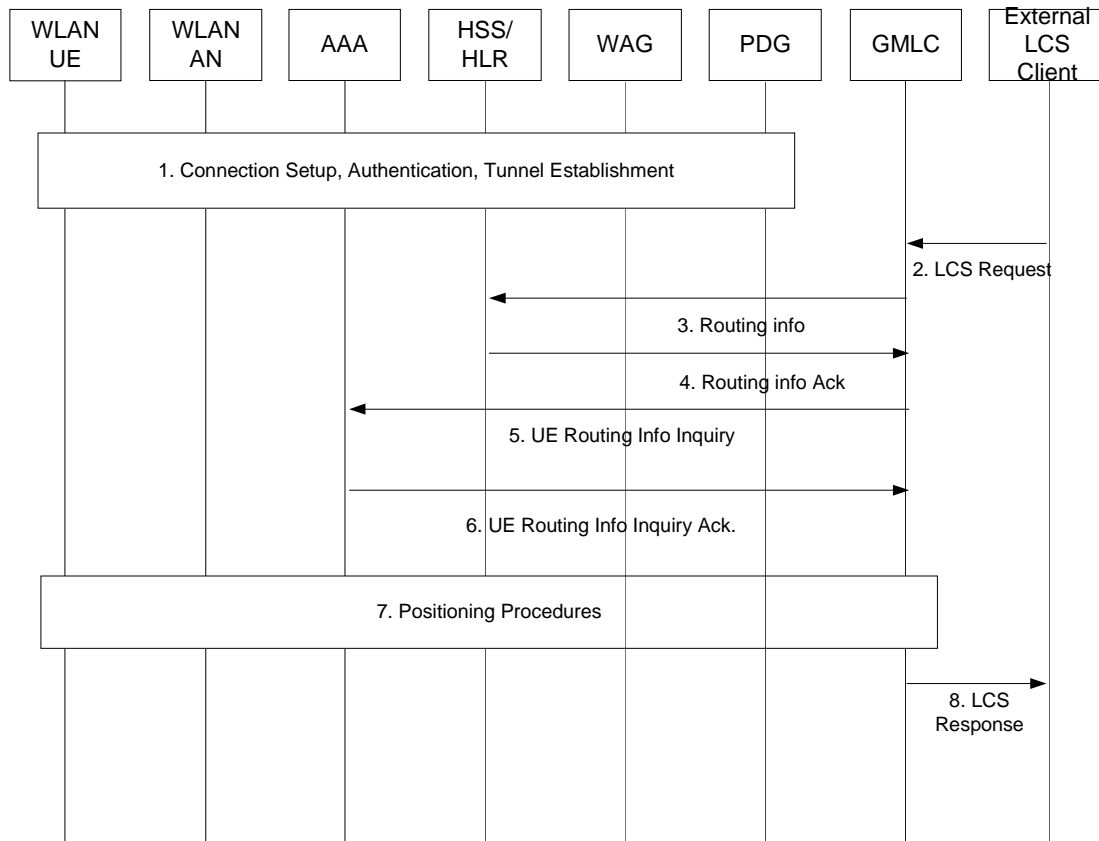 WLAN
UE
WLAN
AN
AAA
HSS/
HLR
WAG
PDG
GMLC
External
LCS
Client
1. Connection Setup, Authentication, Tunnel Establishment
2. LCS Request
3. Routing info
4. Routing info Ack
5. UE Routing Info Inquiry
6. UE Routing Info Inquiry Ack.
7. Positioning Procedures
8. LCS
Response